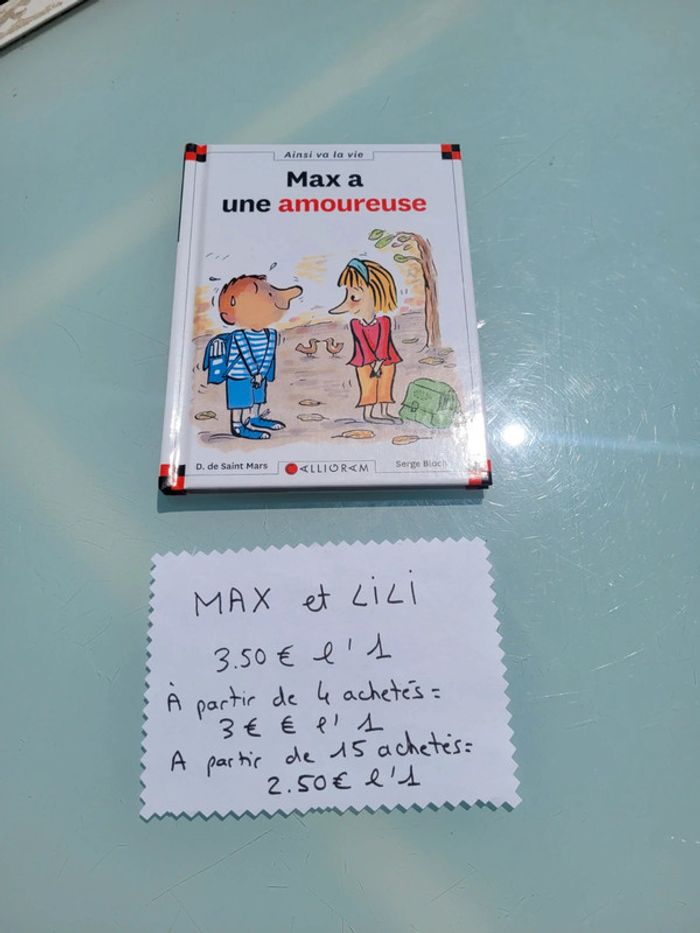 Ainsi va la vie
Max a
une amoureuse
D. de Saint Mars CALLIGRAM Serge Bloch
MAX et LiLi
3.50 € l'1
À partir de 4 achetés =
3 € € l'1
A partir de 15 achetés =
2.50€ l'1